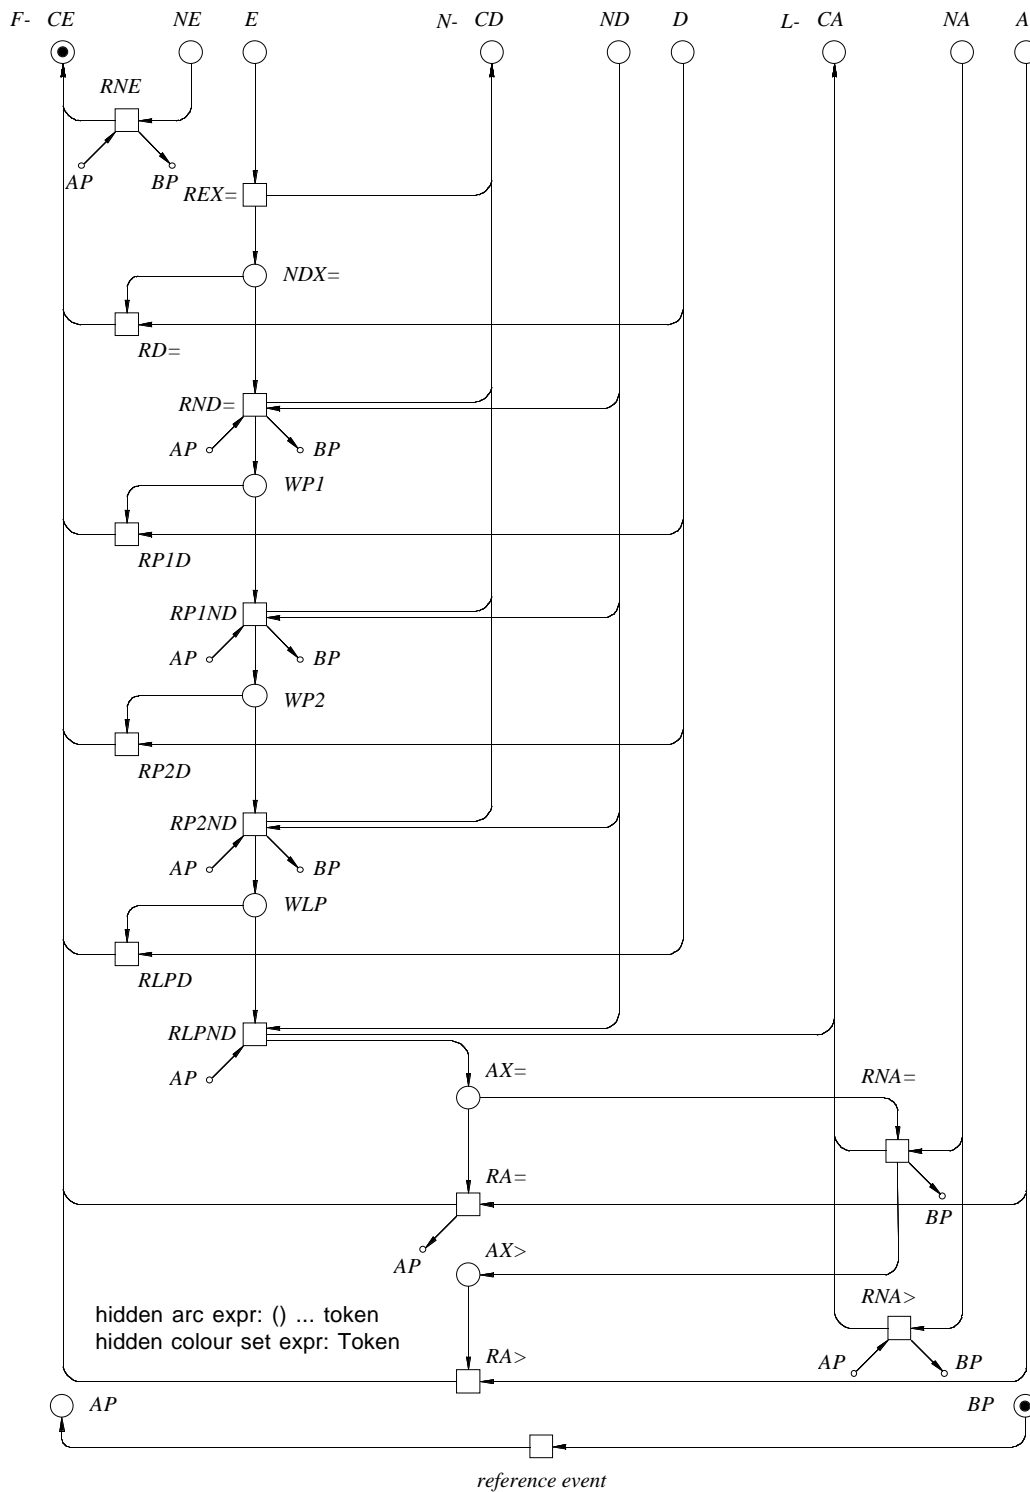 F- CE NE E N- CD ND D L- CA NA A
RNE
AP BP
REX=
NDX=
RD=
RND=
AP BP
WP1
RP1D
RP1ND
AP BP
WP2
RP2D
RP2ND
AP BP
WLP
RLPD
RLPND
AP
AX= RNA=
RA=
BP
AP
AX>
RNA>
hidden arc expr: () ... token
hidden colour set expr: Token
RA> AP BP
AP BP
reference event